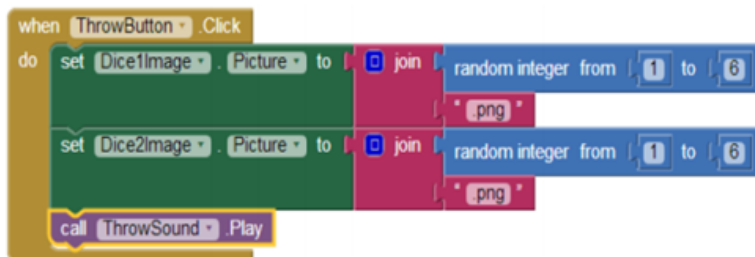 when ThrowButton .Click
do set Dice1Image . Picture to join random integer from 1 to 6
" .png "
set Dice2Image . Picture to join random integer from 1 to 6
" .png "
call ThrowSound .Play